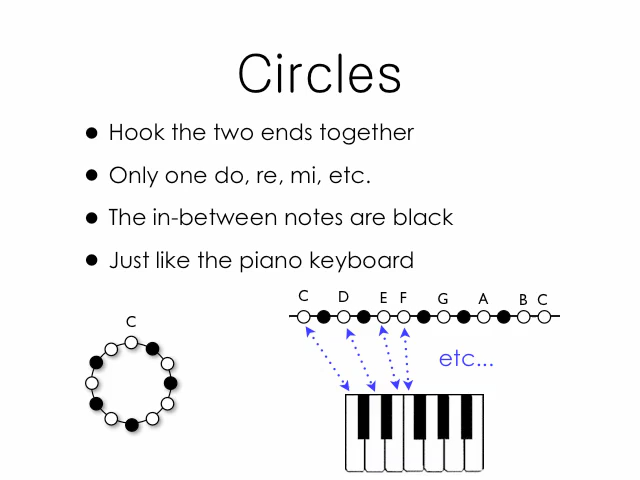 Circles
• Hook the two ends together
• Only one do, re, mi, etc.
• The in-between notes are black
• Just like the piano keyboard
C D E F G A B C
C
etc...